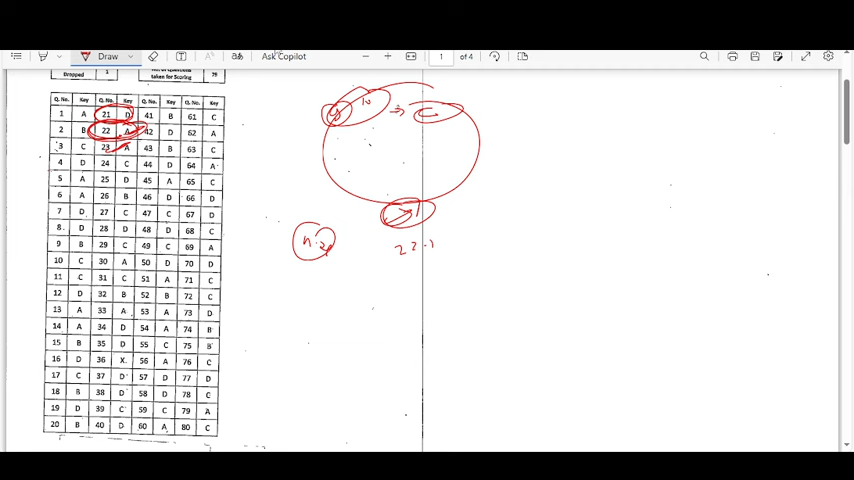 Draw Ask Copilot 1 of 4
Dropped 1 taken for Scoring 79
Q. No. Key Q. No. Key Q. No. Key Q. No. Key
1 A 21 D 41 B 61 C
2 B 22 A 42 D 62 A
3 C 23 A 43 B 63 C
4 D 24 C 44 D 64 A
5 A 25 D 45 A 65 C
6 A 26 B 46 D 66 D
7 D 27 C 47 C 67 D
8 D 28 D 48 D 68 C
9 B 29 C 49 C 69 A
10 C 30 A 50 D 70 D
11 C 31 C 51 A 71 C
12 D 32 B 52 B 72 C
13 A 33 A 53 A 73 D
14 A 34 D 54 A 74 B
15 B 35 D 55 C 75 B
16 D 36 X 56 A 76 C
17 C 37 D 57 D 77 D
18 B 38 D 58 D 78 C
19 D 39 C 59 C 79 A
20 B 40 D 60 A 80 C